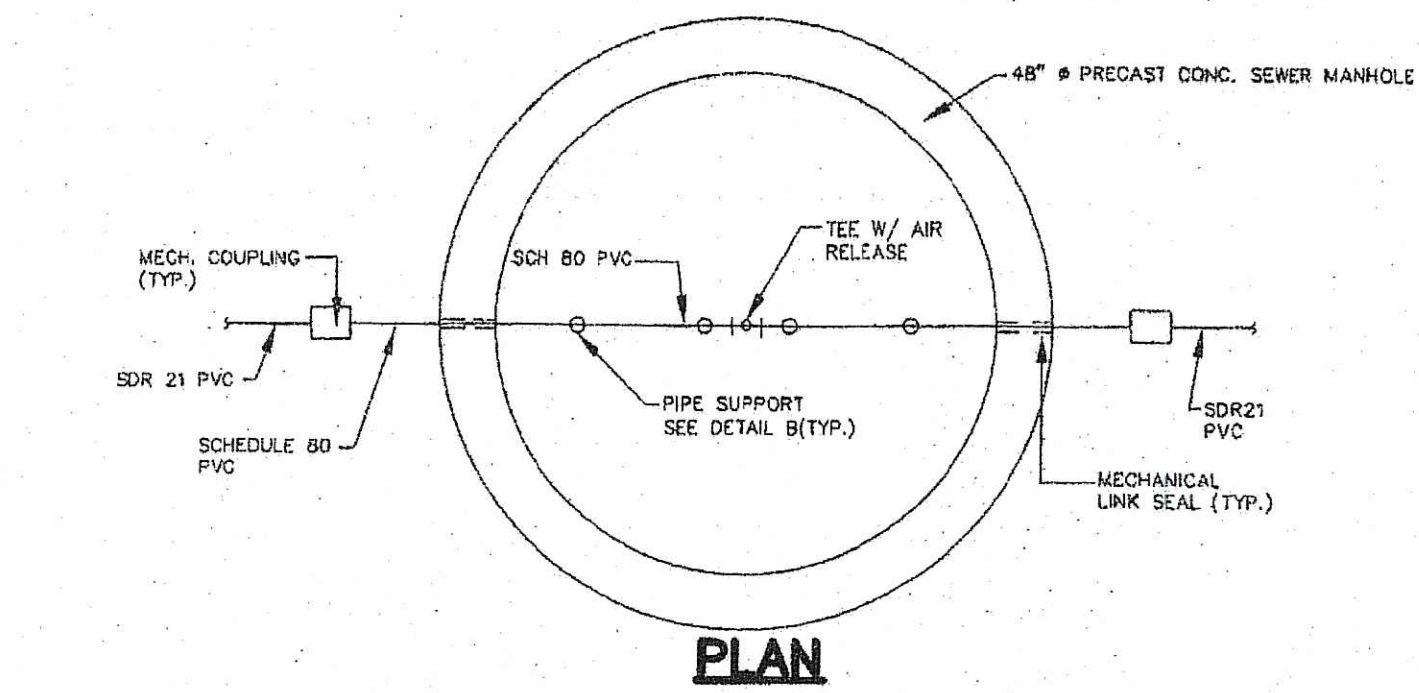 48" ø PRECAST CONC. SEWER MANHOLE
TEE W/ AIR
RELEASE
MECH. COUPLING
(TYP.)
SCH 80 PVC
SDR 21 PVC
SCHEDULE 80
PVC
PIPE SUPPORT
SEE DETAIL B(TYP.)
SDR21
PVC
MECHANICAL
LINK SEAL (TYP.)
PLAN